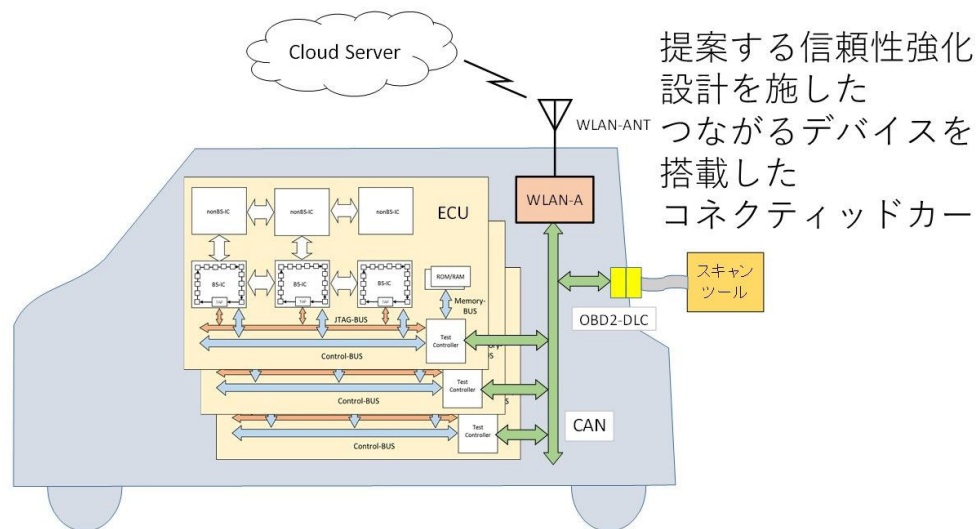 Cloud Server
提案する信頼性強化
設計を施した
つながるデバイスを
搭載した
コネクティッドカー
WLAN-ANT
WLAN-A
ECU
nonBS-IC
nonBS-IC
nonBS-IC
BS-IC
BS-IC
BS-IC
TAP
TAP
TAP
ROM/RAM
Memory-
BUS
JTAG-BUS
Test
Controller
Control-BUS
スキャン
ツール
OBD2-DLC
Test
Controller
Control-BUS
Test
Controller
Control-BUS
CAN